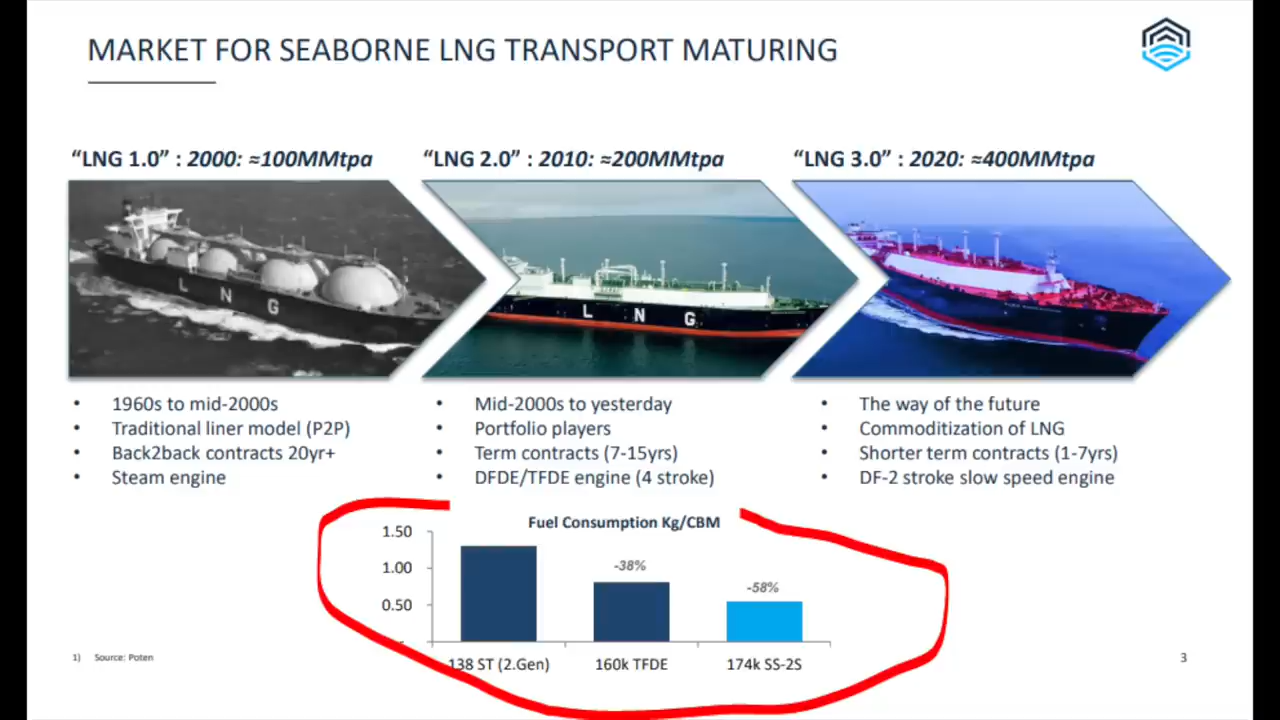 MARKET FOR SEABORNE LNG TRANSPORT MATURING
“LNG 1.0” : 2000: ≈100MMtpa
“LNG 2.0” : 2010: ≈200MMtpa
“LNG 3.0” : 2020: ≈400MMtpa
LNG
LNG
• 1960s to mid-2000s
• Traditional liner model (P2P)
• Back2back contracts 20yr+
• Steam engine
• Mid-2000s to yesterday
• Portfolio players
• Term contracts (7-15yrs)
• DFDE/TFDE engine (4 stroke)
• The way of the future
• Commoditization of LNG
• Shorter term contracts (1-7yrs)
• DF-2 stroke slow speed engine
Fuel Consumption Kg/CBM
1.50
1.00
0.50
-38%
-58%
138 ST (2.Gen)
160k TFDE
174k SS-2S
1) Source: Poten
3